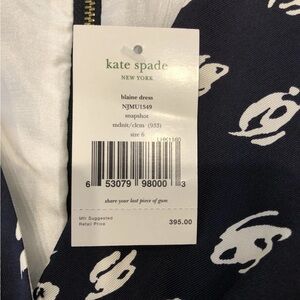 kate spade
NEW YORK
blaine dress
NJMU1549
snapshot
mdnit/clcm (933)
size 6
6 53079 98000 3
share your last piece of gum
Mfr Suggested
Retail Price
395.00